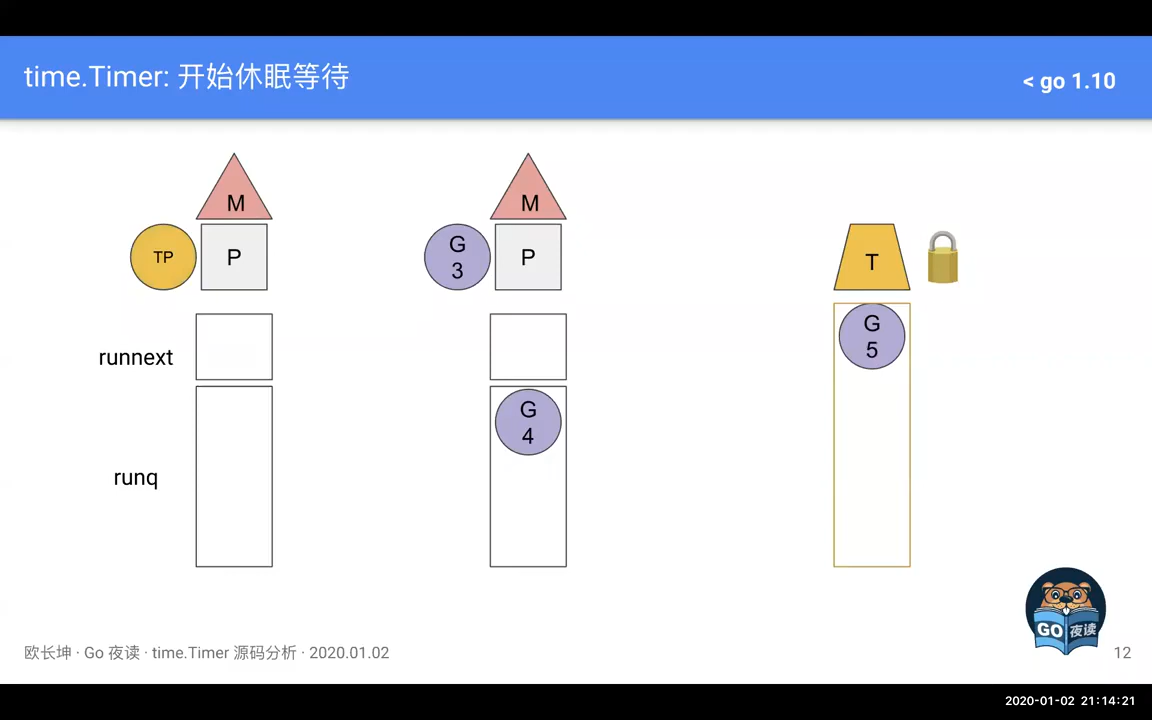 time.Timer: 开始休眠等待
< go 1.10
M
M
TP
P
G
3
P
T
G
5
runnext
G
4
runq
GO 夜读
欧长坤 · Go 夜读 · time.Timer 源码分析 · 2020.01.02
12
2020-01-02 21:14:21